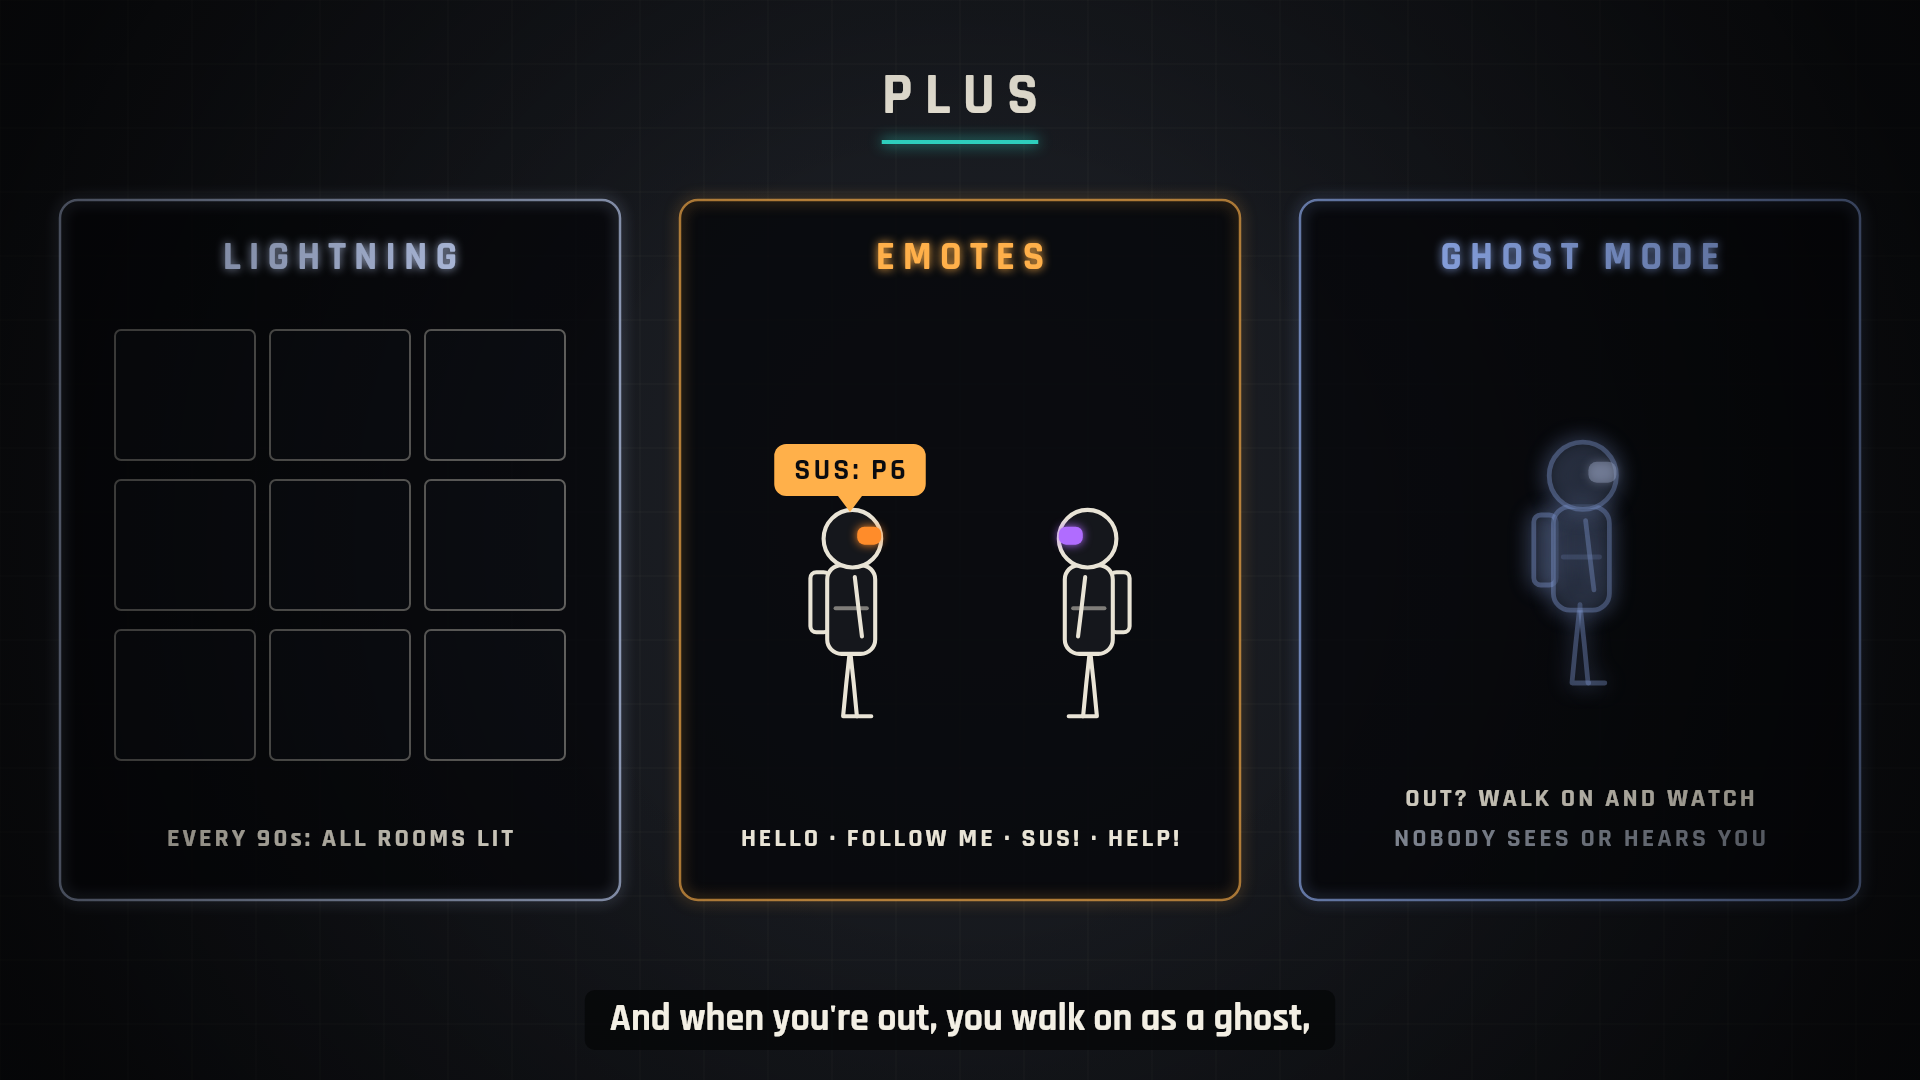 PLUS
LIGHTNING
EVERY 90s: ALL ROOMS LIT
EMOTES
SUS: P6
HELLO · FOLLOW ME · SUS! · HELP!
GHOST MODE
OUT? WALK ON AND WATCH
NOBODY SEES OR HEARS YOU
And when you're out, you walk on as a ghost,